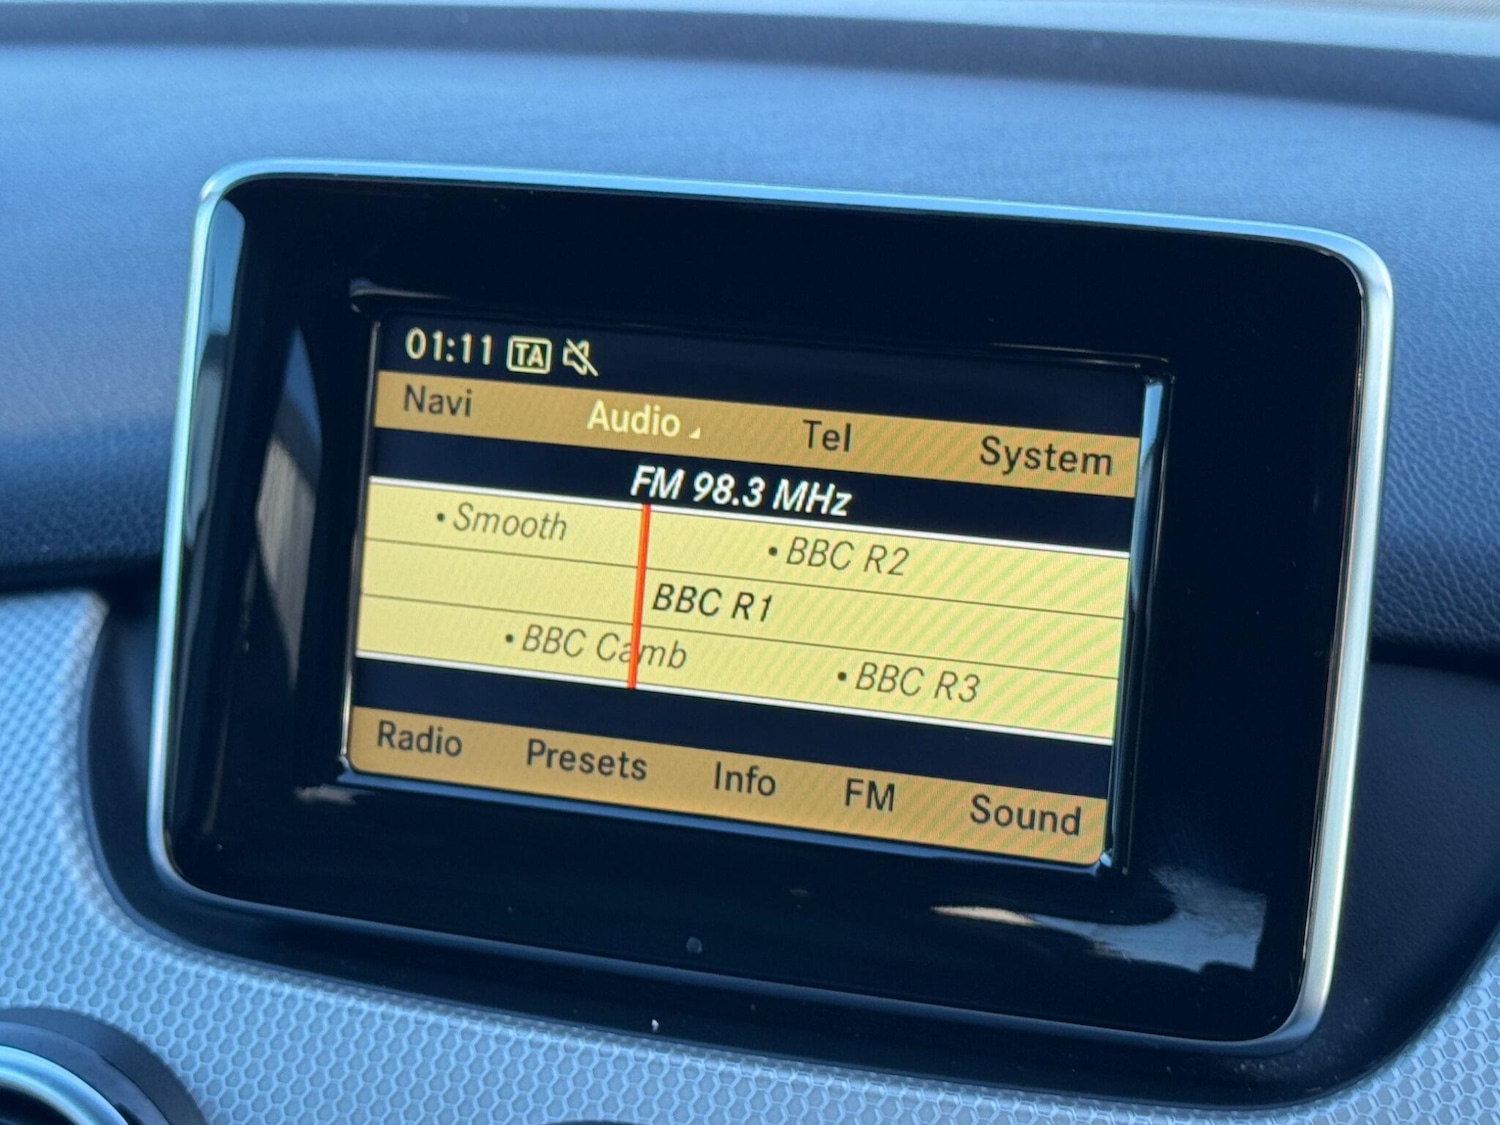 01:11 TA
Navi Audio Tel System
FM 98.3 MHz
• Smooth • BBC R2
BBC R1
• BBC Camb • BBC R3
Radio Presets Info FM Sound